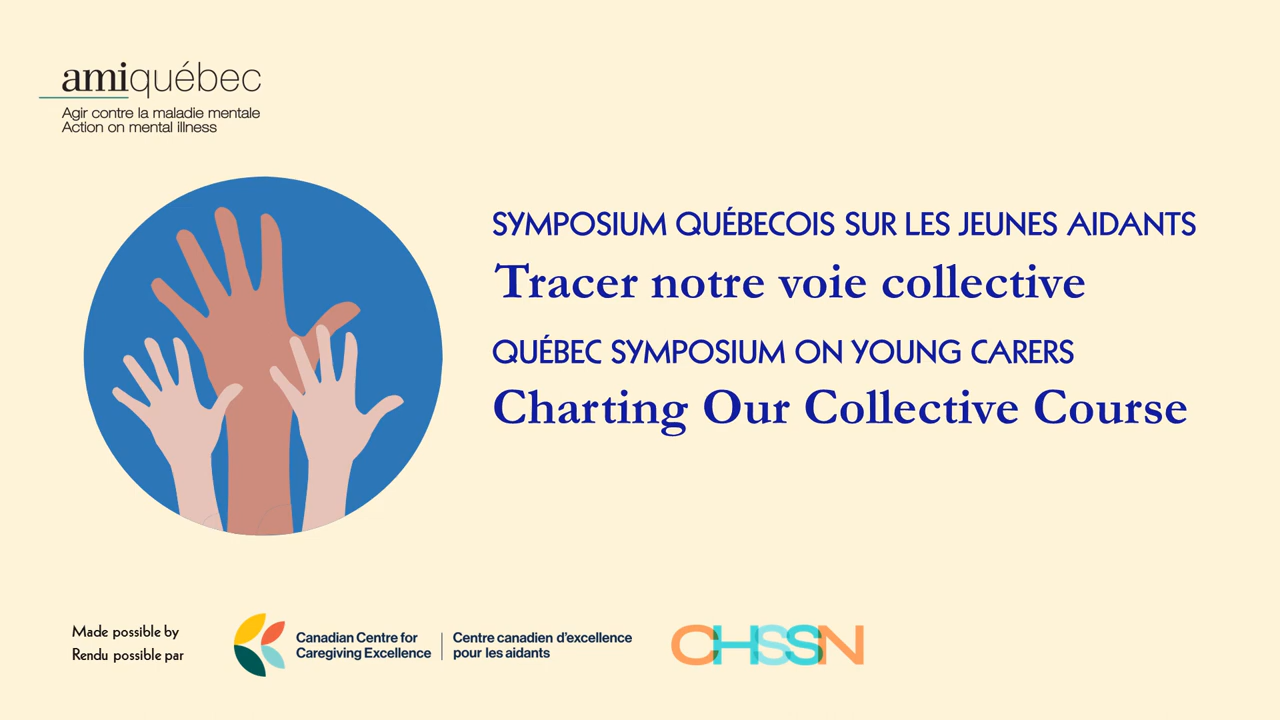 amiquébec
Agir contre la maladie mentale
Action on mental illness
SYMPOSIUM QUÉBECOIS SUR LES JEUNES AIDANTS
Tracer notre voie collective
QUÉBEC SYMPOSIUM ON YOUNG CARERS
Charting Our Collective Course
Made possible by
Rendu possible par
Canadian Centre for
Caregiving Excellence
Centre canadien d'excellence
pour les aidants
CHSSN